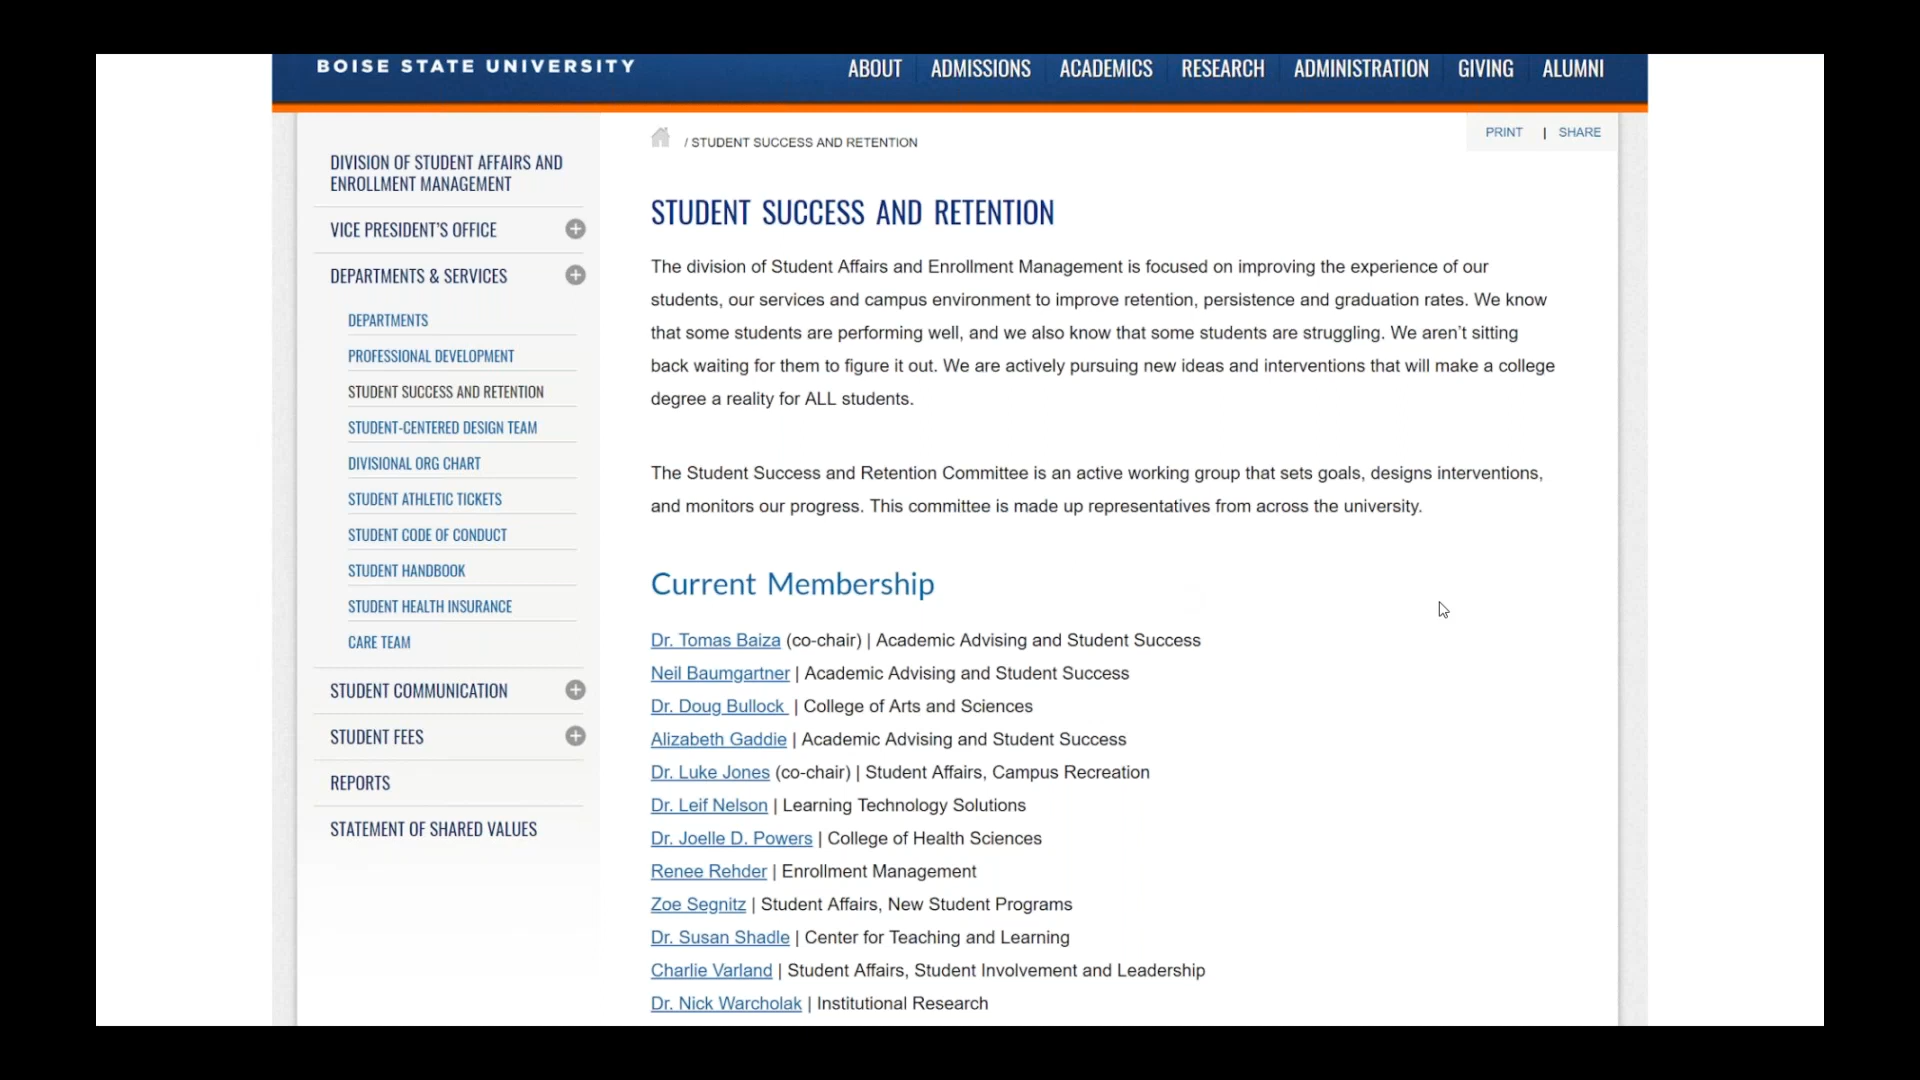 BOISE STATE UNIVERSITY
ABOUT ADMISSIONS ACADEMICS RESEARCH ADMINISTRATION GIVING ALUMNI
DIVISION OF STUDENT AFFAIRS AND
ENROLLMENT MANAGEMENT
VICE PRESIDENT'S OFFICE
DEPARTMENTS & SERVICES
DEPARTMENTS
PROFESSIONAL DEVELOPMENT
STUDENT SUCCESS AND RETENTION
STUDENT-CENTERED DESIGN TEAM
DIVISIONAL ORG CHART
STUDENT ATHLETIC TICKETS
STUDENT CODE OF CONDUCT
STUDENT HANDBOOK
STUDENT HEALTH INSURANCE
CARE TEAM
STUDENT COMMUNICATION
STUDENT FEES
REPORTS
STATEMENT OF SHARED VALUES
/ STUDENT SUCCESS AND RETENTION
PRINT | SHARE
STUDENT SUCCESS AND RETENTION
The division of Student Affairs and Enrollment Management is focused on improving the experience of our
students, our services and campus environment to improve retention, persistence and graduation rates. We know
that some students are performing well, and we also know that some students are struggling. We aren't sitting
back waiting for them to figure it out. We are actively pursuing new ideas and interventions that will make a college
degree a reality for ALL students.
The Student Success and Retention Committee is an active working group that sets goals, designs interventions,
and monitors our progress. This committee is made up representatives from across the university.
Current Membership
Dr. Tomas Baiza (co-chair) | Academic Advising and Student Success
Neil Baumgartner | Academic Advising and Student Success
Dr. Doug Bullock | College of Arts and Sciences
Alizabeth Gaddie | Academic Advising and Student Success
Dr. Luke Jones (co-chair) | Student Affairs, Campus Recreation
Dr. Leif Nelson | Learning Technology Solutions
Dr. Joelle D. Powers | College of Health Sciences
Renee Rehder | Enrollment Management
Zoe Segnitz | Student Affairs, New Student Programs
Dr. Susan Shadle | Center for Teaching and Learning
Charlie Varland | Student Affairs, Student Involvement and Leadership
Dr. Nick Warcholak | Institutional Research